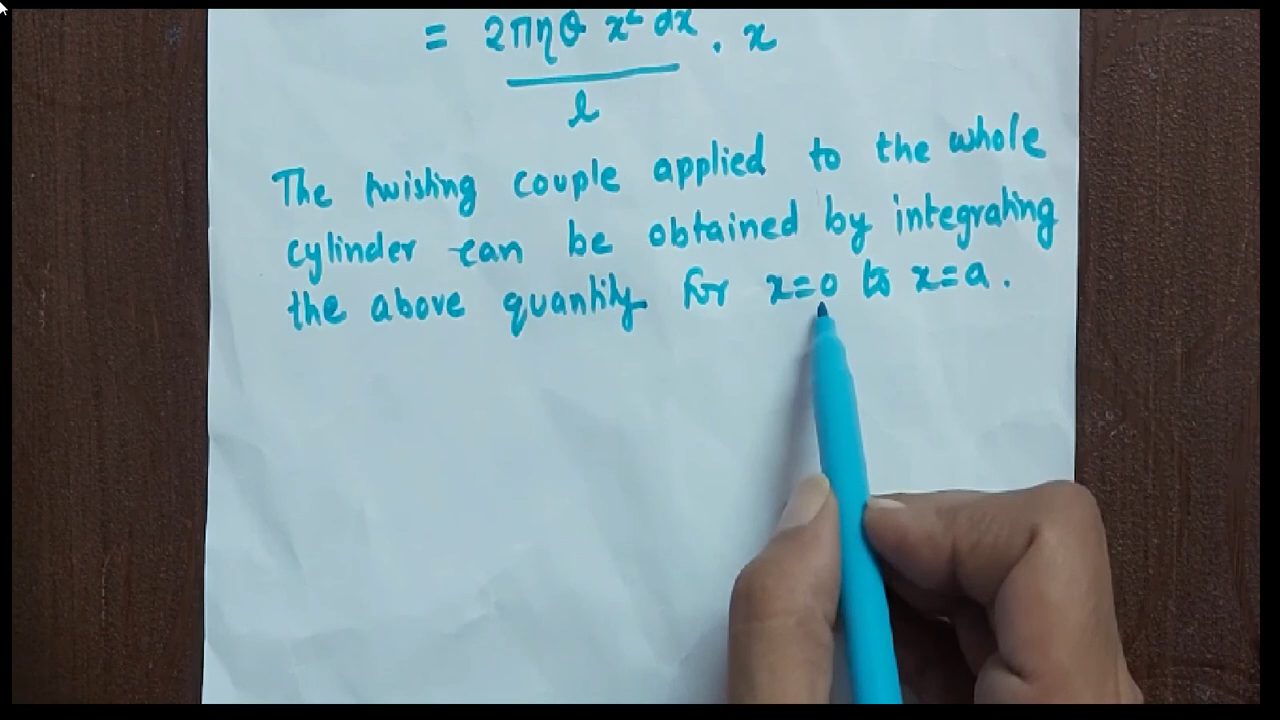 = 2πηθ x² dx . x
l
The twisting couple applied to the whole
cylinder can be obtained by integrating
the above quantity for x=0 to x=a.